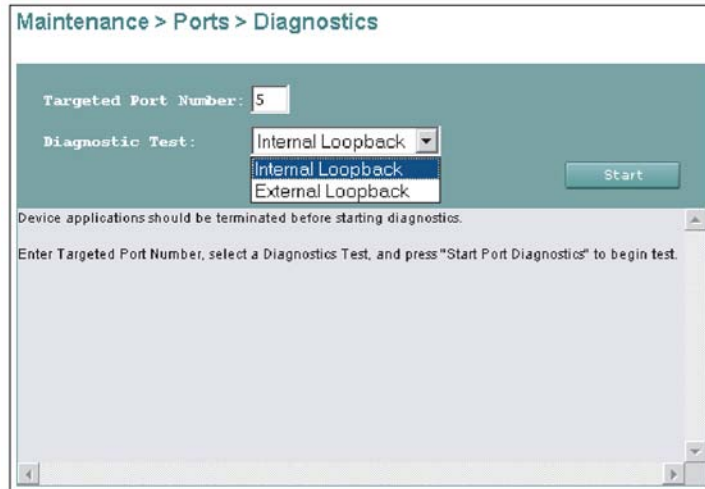 Maintenance > Ports > Diagnostics
Targeted Port Number: 5
Diagnostic Test: Internal Loopback
Internal Loopback
External Loopback
Start
Device applications should be terminated before starting diagnostics.
Enter Targeted Port Number, select a Diagnostics Test, and press "Start Port Diagnostics" to begin test.